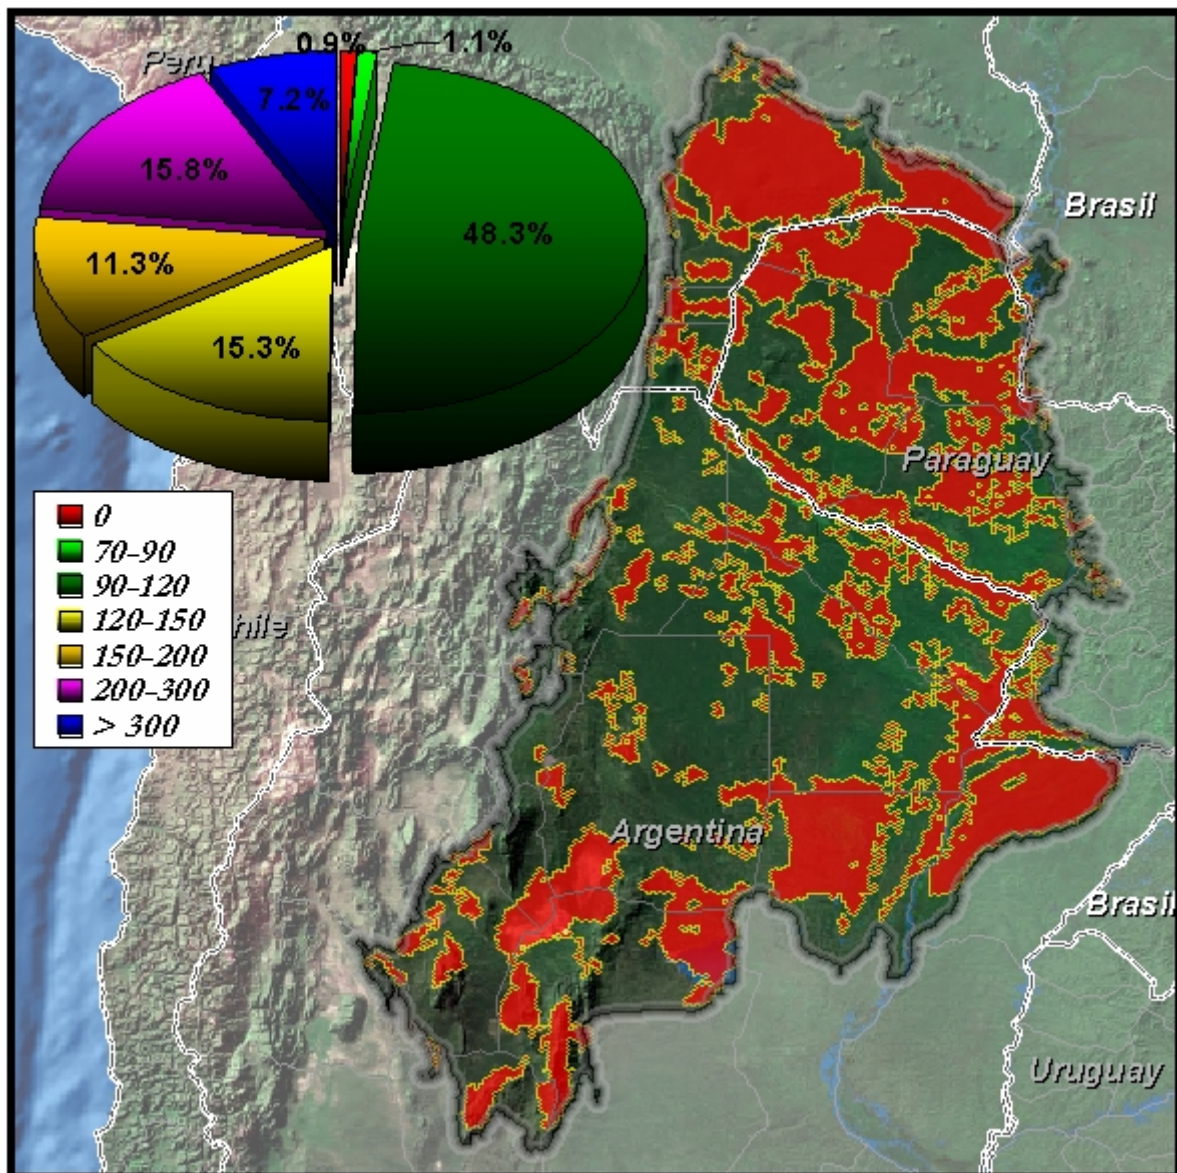 0.9%
1.1%
Peru
7.2%
15.8%
48.3%
11.3%
15.3%
Brasil
Paraguay
0
70-90
90-120
120-150
150-200
200-300
> 300
hile
Argentina
Brasil
Uruguay